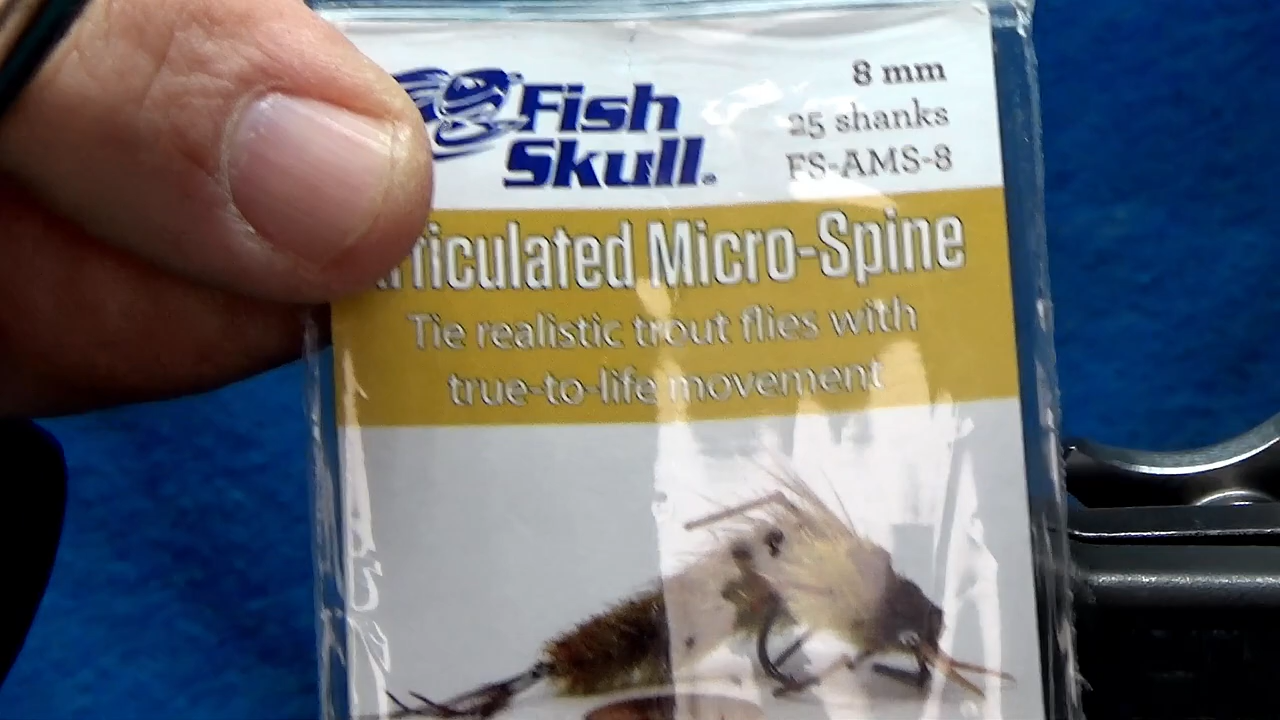 Fish
Skull®
8 mm
25 shanks
FS-AMS-8
rticulated Micro-Spine
Tie realistic trout flies with
true-to-life movement